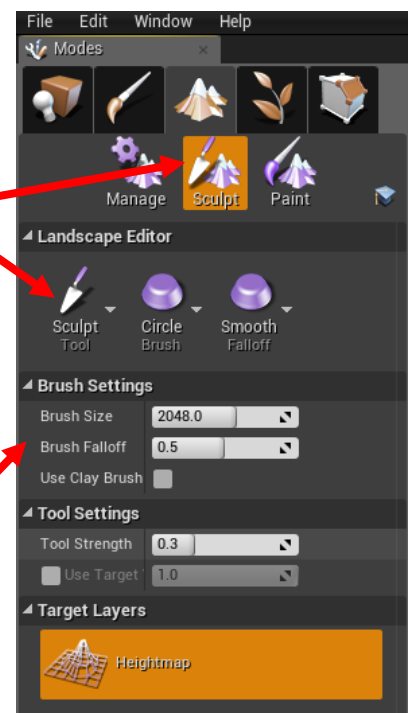 File Edit Window Help
Modes
Manage Sculpt Paint
Landscape Editor
Sculpt Circle Smooth
Tool Brush Falloff
Brush Settings
Brush Size 2048.0
Brush Falloff 0.5
Use Clay Brush
Tool Settings
Tool Strength 0.3
Use Target 1.0
Target Layers
Heightmap